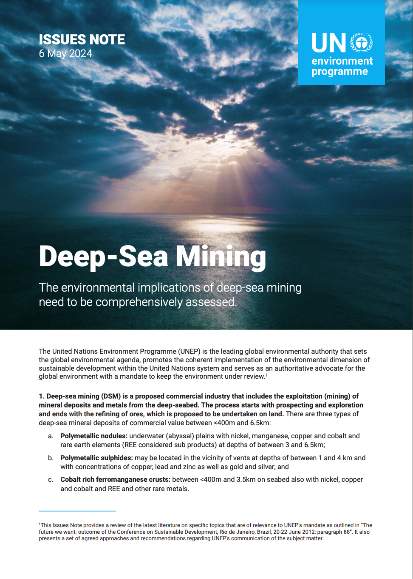 ISSUES NOTE
6 May 2024
UN
environment
programme
Deep-Sea Mining
The environmental implications of deep-sea mining
need to be comprehensively assessed.
The United Nations Environment Programme (UNEP) is the leading global environmental authority that sets
the global environmental agenda, promotes the coherent implementation of the environmental dimension of
sustainable development within the United Nations system and serves as an authoritative advocate for the
global environment with a mandate to keep the environment under review.¹
1. Deep-sea mining (DSM) is a proposed commercial industry that includes the exploitation (mining) of
mineral deposits and metals from the deep-seabed. The process starts with prospecting and exploration
and ends with the refining of ores, which is proposed to be undertaken on land. There are three types of
deep-sea mineral deposits of commercial value between <400m and 6.5km:
a. Polymetallic nodules: underwater (abyssal) plains with nickel, manganese, copper and cobalt and
rare earth elements (REE considered sub products) at depths of between 3 and 6.5km;
b. Polymetallic sulphides: may be located in the vicinity of vents at depths of between 1 and 4 km and
with concentrations of copper, lead and zinc as well as gold and silver; and
c. Cobalt rich ferromanganese crusts: between <400m and 3.5km on seabed also with nickel, copper
and cobalt and REE and other rare metals.
¹This Issues Note provides a review of the latest literature on specific topics that are of relevance to UNEP's mandate as outlined in "The
future we want, outcome of the Conference on Sustainable Development, Rio de Janeiro, Brazil, 20-22 June 2012; paragraph 88". It also
presents a set of agreed approaches and recommendations regarding UNEP's communication of the subject matter.